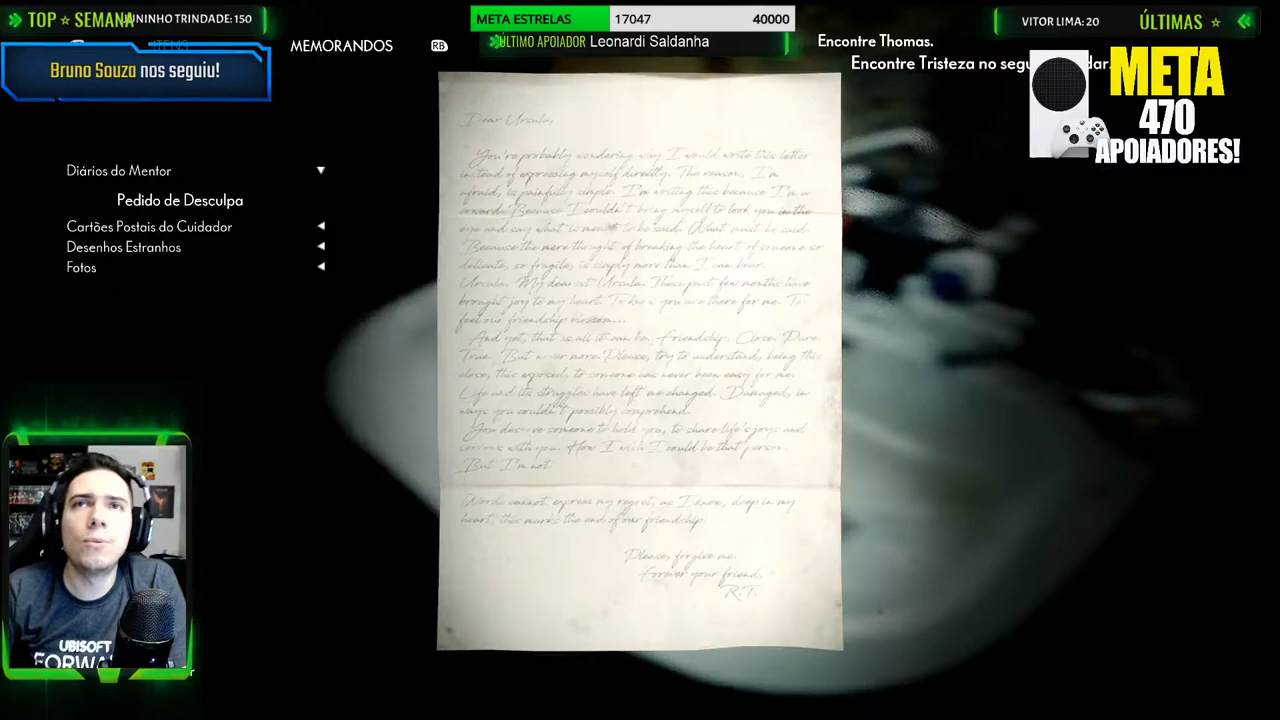 TOP ☆ SEMANA
JUNINHO TRINDADE: 150
META ESTRELAS 17047 40000
VITOR LIMA: 20
ÚLTIMAS ☆
ITENS
MEMORANDOS
RB
ÚLTIMO APOIADOR Leonardi Saldanha
Encontre Thomas.
Encontre Tristeza no
Bruno Souza nos seguiu!
META
470
APOIADORES!
Diários do Mentor
Pedido de Desculpa
Cartões Postais do Cuidador
Desenhos Estranhos
Fotos
Dear Ursula,
You're probably wondering why I would write this letter
instead of expressing myself directly. The reason, I'm
afraid, is painfully simple. I'm writing this because I'm a
coward. Because I couldn't bring myself to look you in the
eye and say what is meant to be said. What must be said.
Because the mere thought of breaking the heart of someone so
delicate, so fragile, is simply more than I can bear.
Ursula. My dearest Ursula. These past few months have
brought joy to my heart. To know you are there for me. To
feel our friendship blossom...
And yet, that is all it can be. Friendship. Close. Pure.
True. But never more. Please, try to understand, being this
close, this exposed, to someone has never been easy for me.
Life and its struggles have left me changed. Damaged, in
ways you couldn't possibly comprehend.
You deserve someone to hold you, to share life's joys and
sorrows with you. How I wish I could be that person.
But I'm not.
Words cannot express my regret, as I know, deep in my
heart, this marks the end of our friendship.
Please, forgive me.
Forever your friend,
R.T.
UBISOFT
FORWA